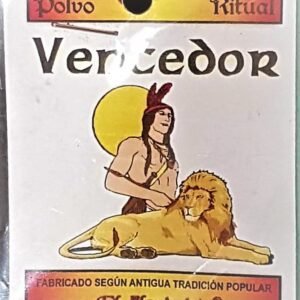 Polvo Ritual
Vencedor
FABRICADO SEGÚN ANTIGUA TRADICIÓN POPULAR